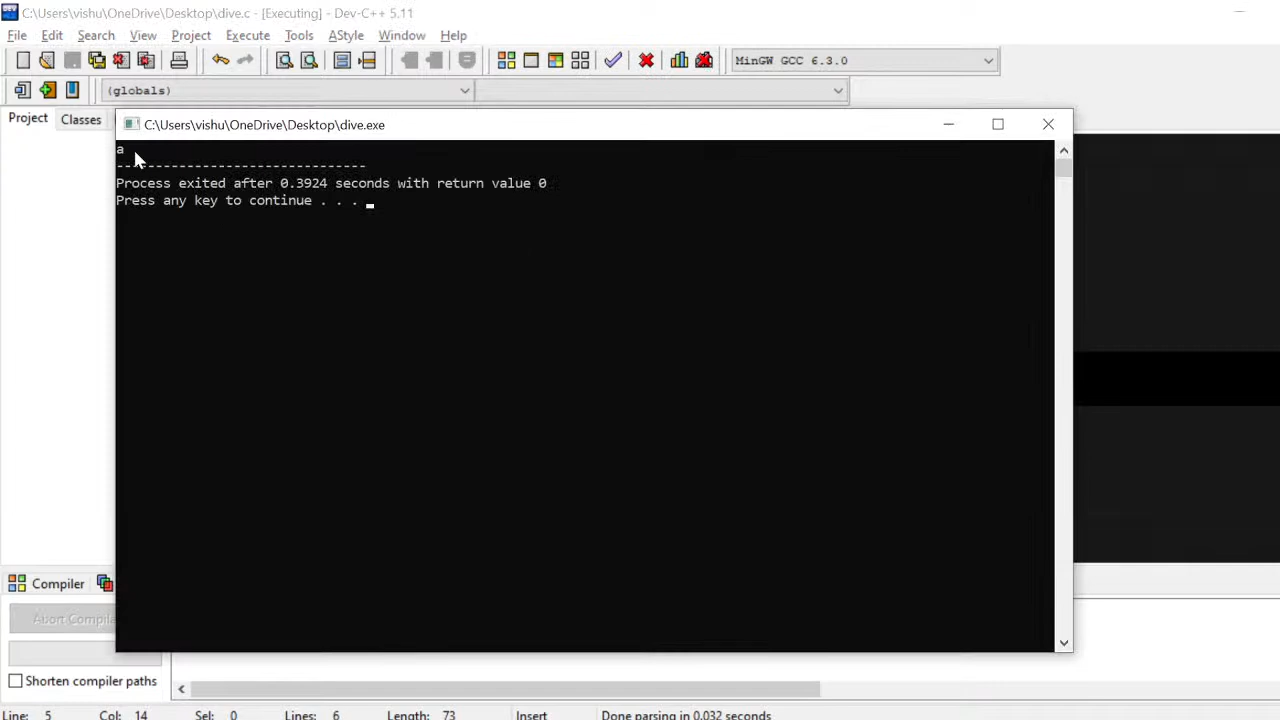 C:\Users\vishu\OneDrive\Desktop\dive.c - [Executing] - Dev-C++ 5.11
File Edit Search View Project Execute Tools AStyle Window Help
MinGW GCC 6.3.0
(globals)
Project Classes
C:\Users\vishu\OneDrive\Desktop\dive.exe
a
--------------------------------
Process exited after 0.3924 seconds with return value 0
Press any key to continue . . .
Compiler
Abort Compila
Shorten compiler paths
Line: 5 Col: 14 Sel: 0 Lines: 6 Length: 73 Insert Done parsing in 0.032 seconds